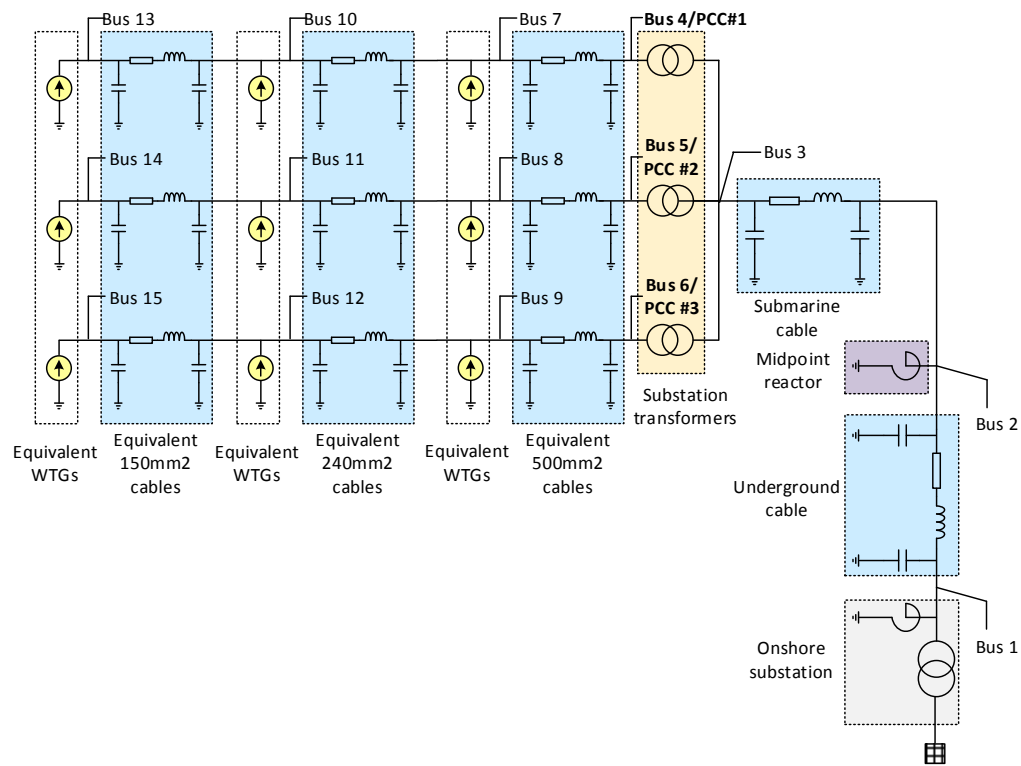 Bus 13
Bus 10
Bus 7
Bus 4/PCC#1
Bus 14
Bus 11
Bus 8
Bus 5/
PCC #2
Bus 3
Bus 15
Bus 12
Bus 9
Bus 6/
PCC #3
Submarine
cable
Midpoint
reactor
Substation
transformers
Bus 2
Equivalent
WTGs
Equivalent
150mm2
cables
Equivalent
WTGs
Equivalent
240mm2
cables
Equivalent
WTGs
Equivalent
500mm2
cables
Underground
cable
Onshore
substation
Bus 1